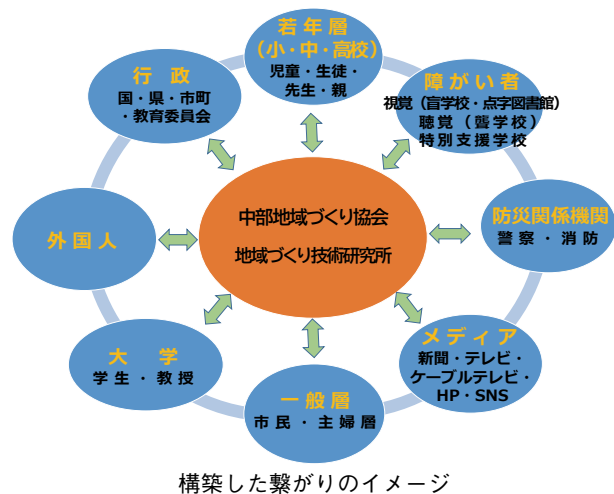 若年層
(小・中・高校)
児童・生徒・
先生・親
障がい者
視覚(盲学校・点字図書館)
聴覚(聾学校)
特別支援学校
防災関係機関
警察・消防
メディア
新聞・テレビ・
ケーブルテレビ・
HP・SNS
一般層
市民・主婦層
大学
学生・教授
外国人
行政
国・県・市町
・教育委員会
中部地域づくり協会
地域づくり技術研究所
構築した繋がりのイメージ